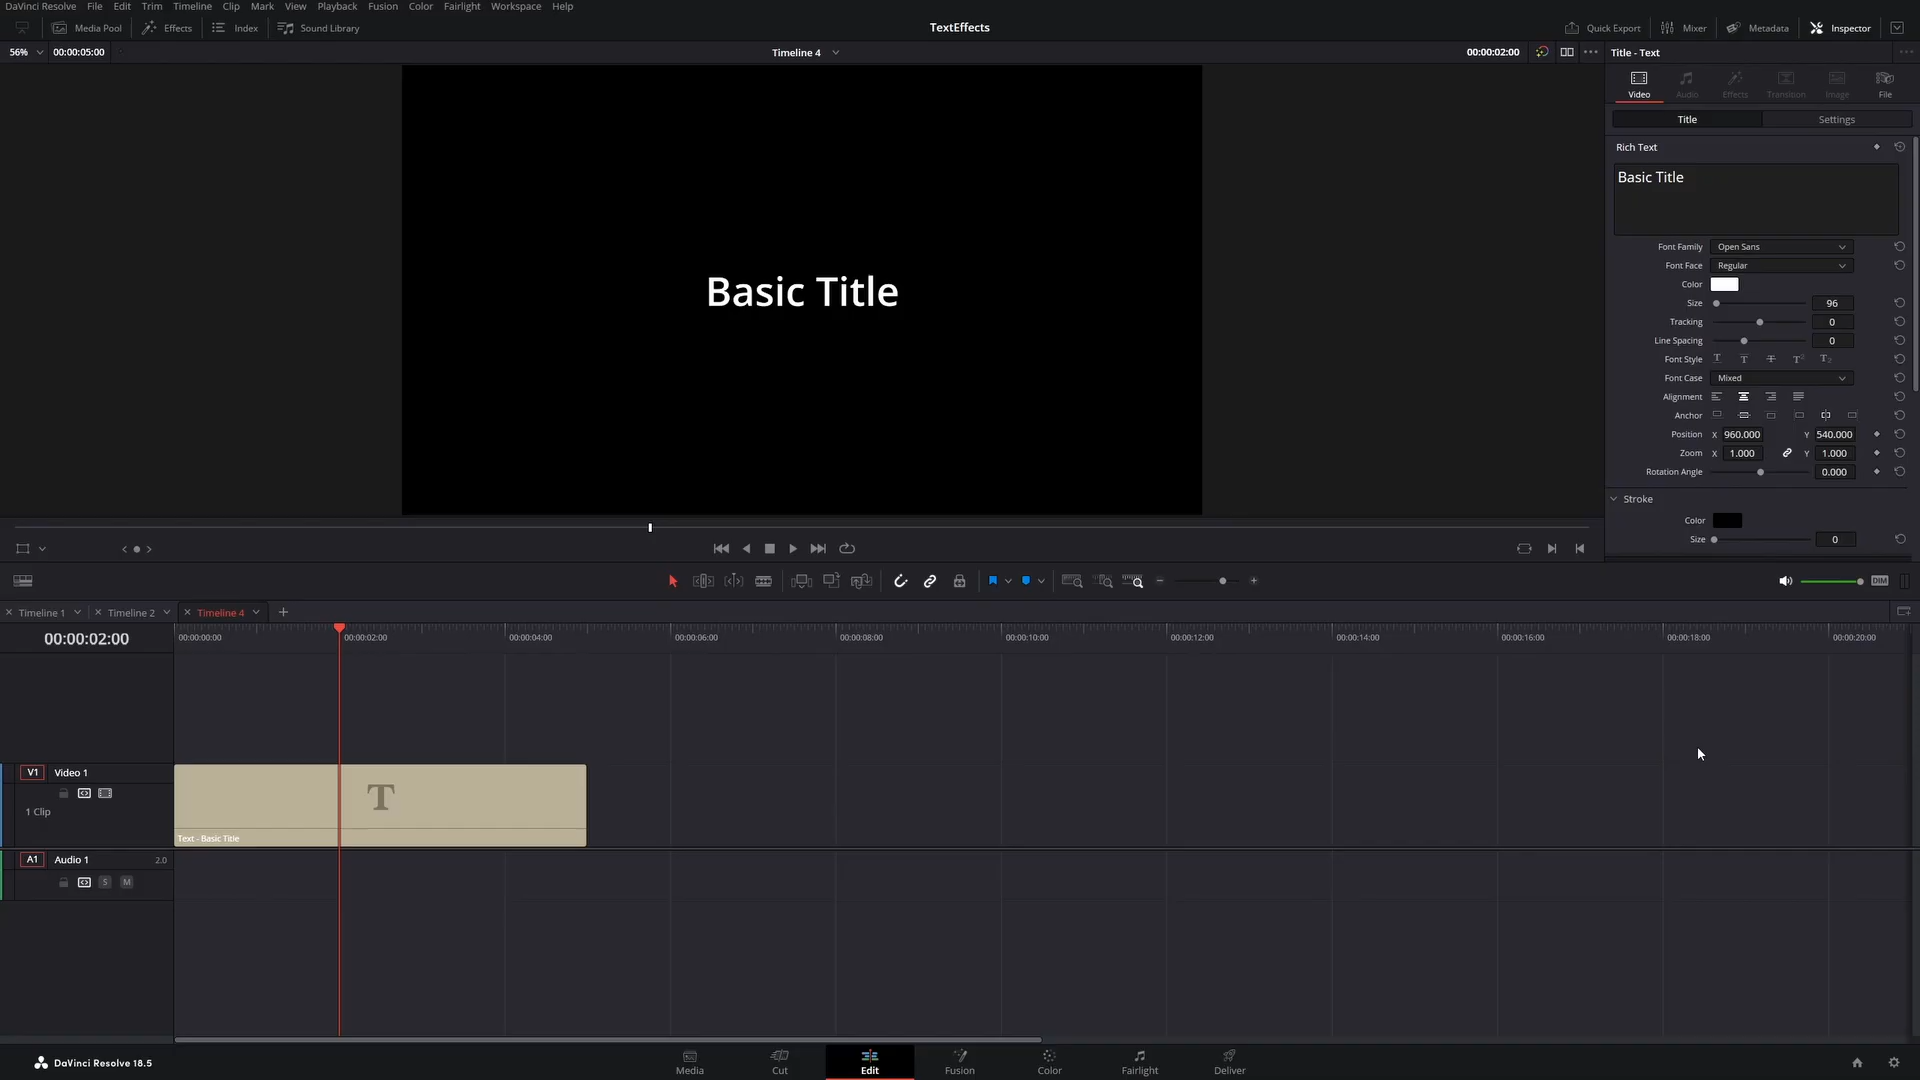 DaVinci Resolve File Edit Trim Timeline Clip Mark View Playback Fusion Color Fairlight Workspace Help
Media Pool Effects Index Sound Library TextEffects Quick Export Mixer Metadata Inspector
56% 00:00:05:00 Timeline 4 00:00:02:00 Title - Text
Video Audio Effects Transition Image File
Title Settings
Rich Text
Basic Title
Font Family Open Sans
Font Face Regular
Color
Size 96
Tracking 0
Line Spacing 0
Font Style T T T T T2
Font Case Mixed
Alignment
Anchor
Position X 960.000 Y 540.000
Zoom X 1.000 Y 1.000
Rotation Angle 0.000
Stroke
Color
Size 0
Basic Title
DIM
Timeline 1 Timeline 2 Timeline 4
00:00:02:00 00:00:00:00 00:00:02:00 00:00:04:00 00:00:06:00 00:00:08:00 00:00:10:00 00:00:12:00 00:00:14:00 00:00:16:00 00:00:18:00 00:00:20:00
V1 Video 1
1 Clip
T
Text - Basic Title
A1 Audio 1 2.0
S M
DaVinci Resolve 18.5
Media Cut Edit Fusion Color Fairlight Deliver